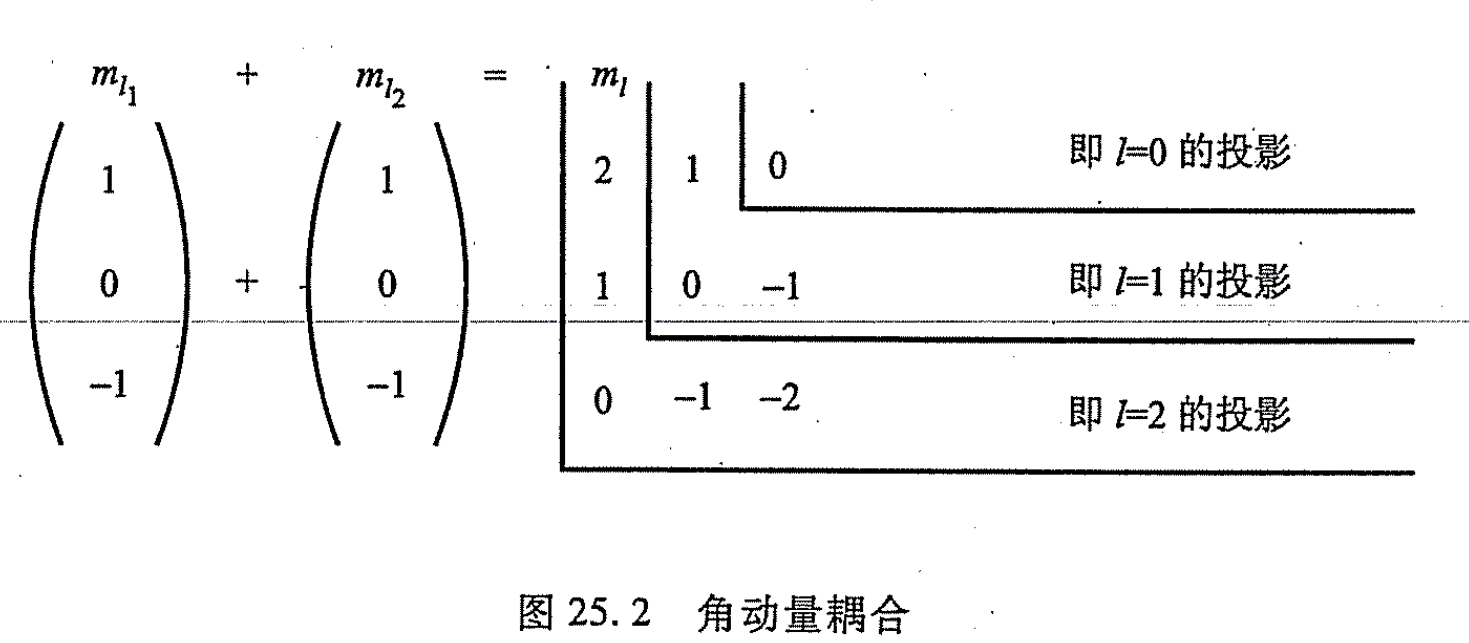 m_{l_1} + m_{l_2} = m_l
1 1 2 1 0 即 l=0 的投影
0 + 0 1 0 −1 即 l=1 的投影
−1 −1 0 −1 −2 即 l=2 的投影
图 25.2 角动量耦合